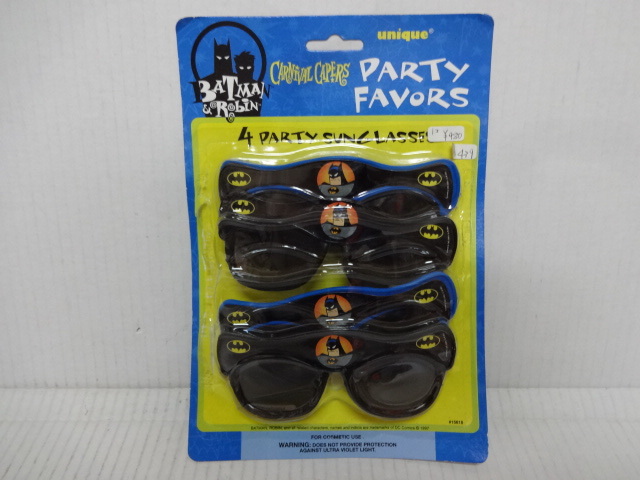 unique®
BATMAN
& ROBIN
CARNIVAL CAPERS
PARTY
FAVORS
4 PARTY SUNGLASSES
¥480
FOR COSMETIC USE
WARNING: DOES NOT PROVIDE PROTECTION
AGAINST ULTRA VIOLET LIGHT.